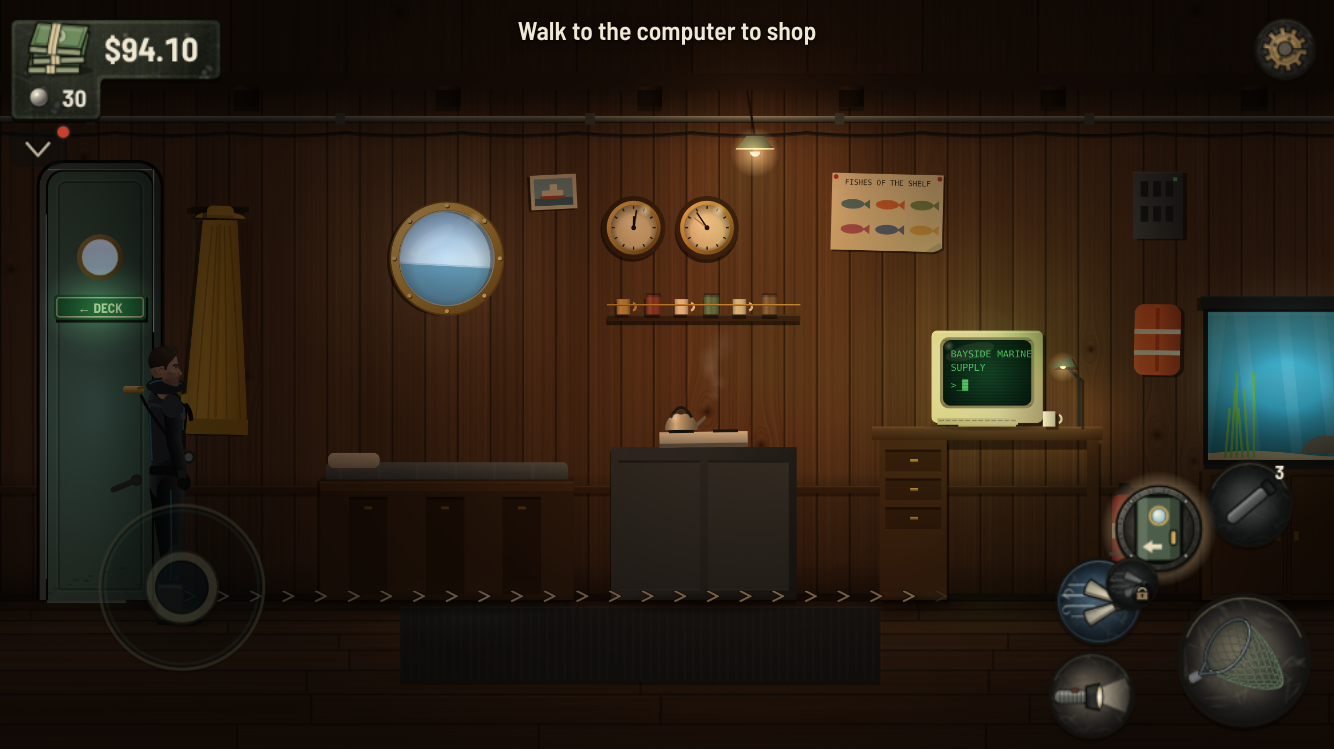 Walk to the computer to shop
$94.10
30
FISHES OF THE SHELF
← DECK
BAYSIDE MARINE
SUPPLY
>
3